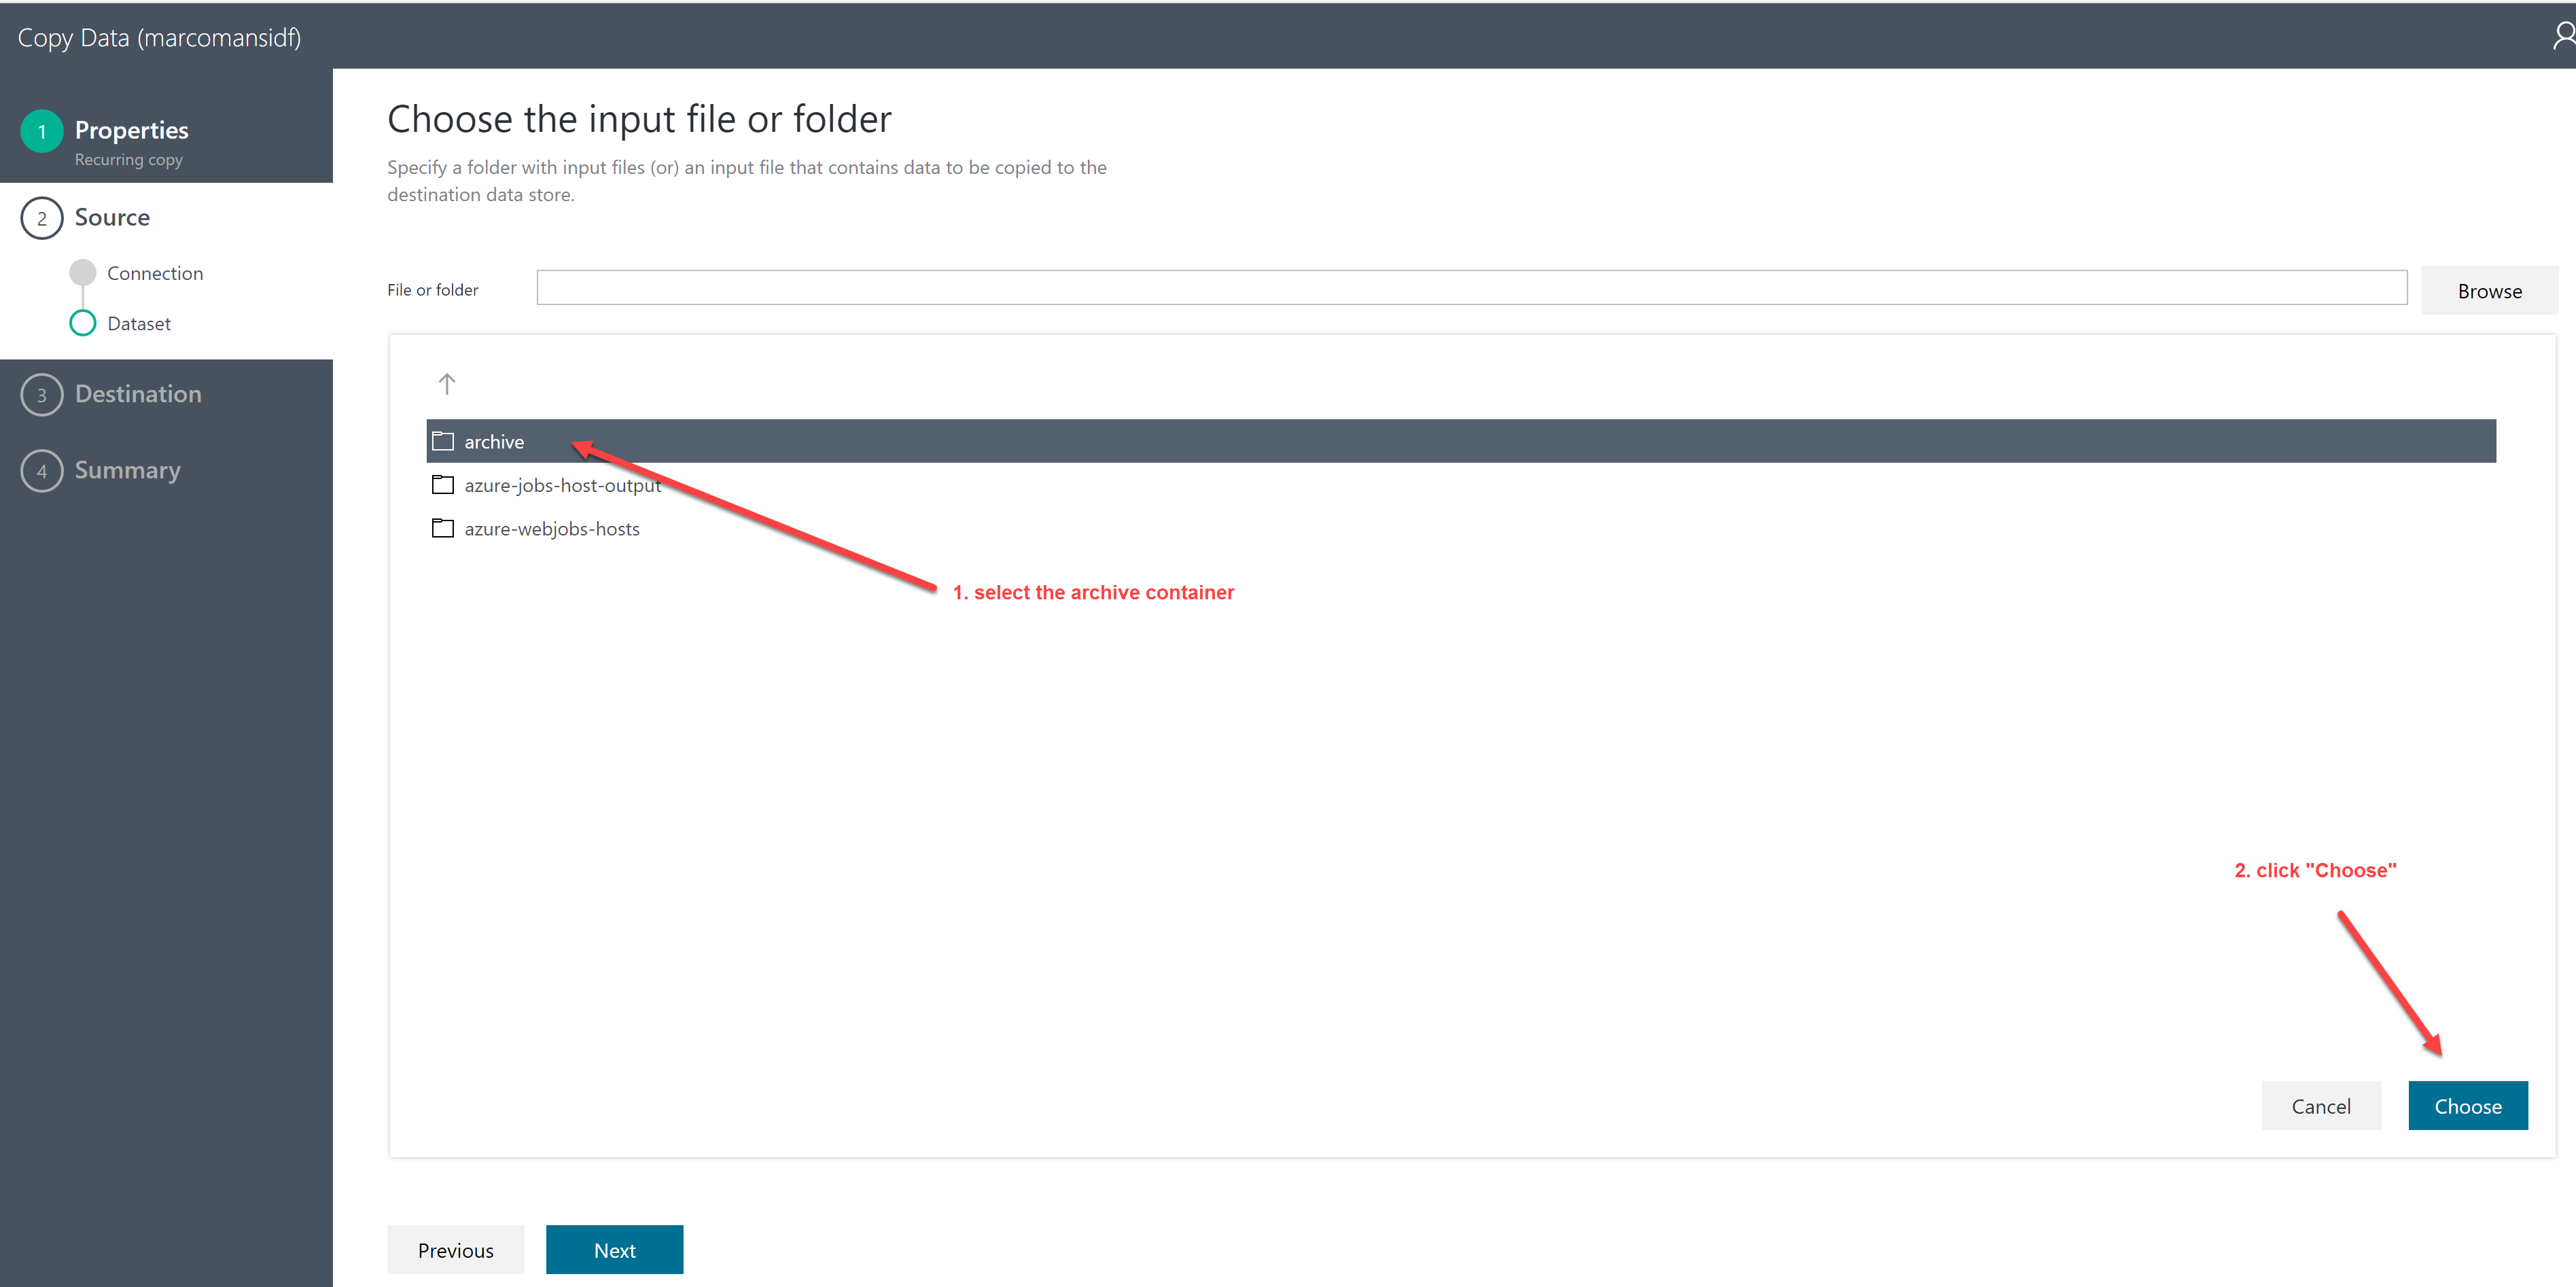 Copy Data (marcomansidf)
1 Properties
Recurring copy
2 Source
Connection
Dataset
3 Destination
4 Summary
Choose the input file or folder
Specify a folder with input files (or) an input file that contains data to be copied to the
destination data store.
File or folder
Browse
archive
azure-jobs-host-output
azure-webjobs-hosts
1. select the archive container
2. click "Choose"
Cancel
Choose
Previous
Next